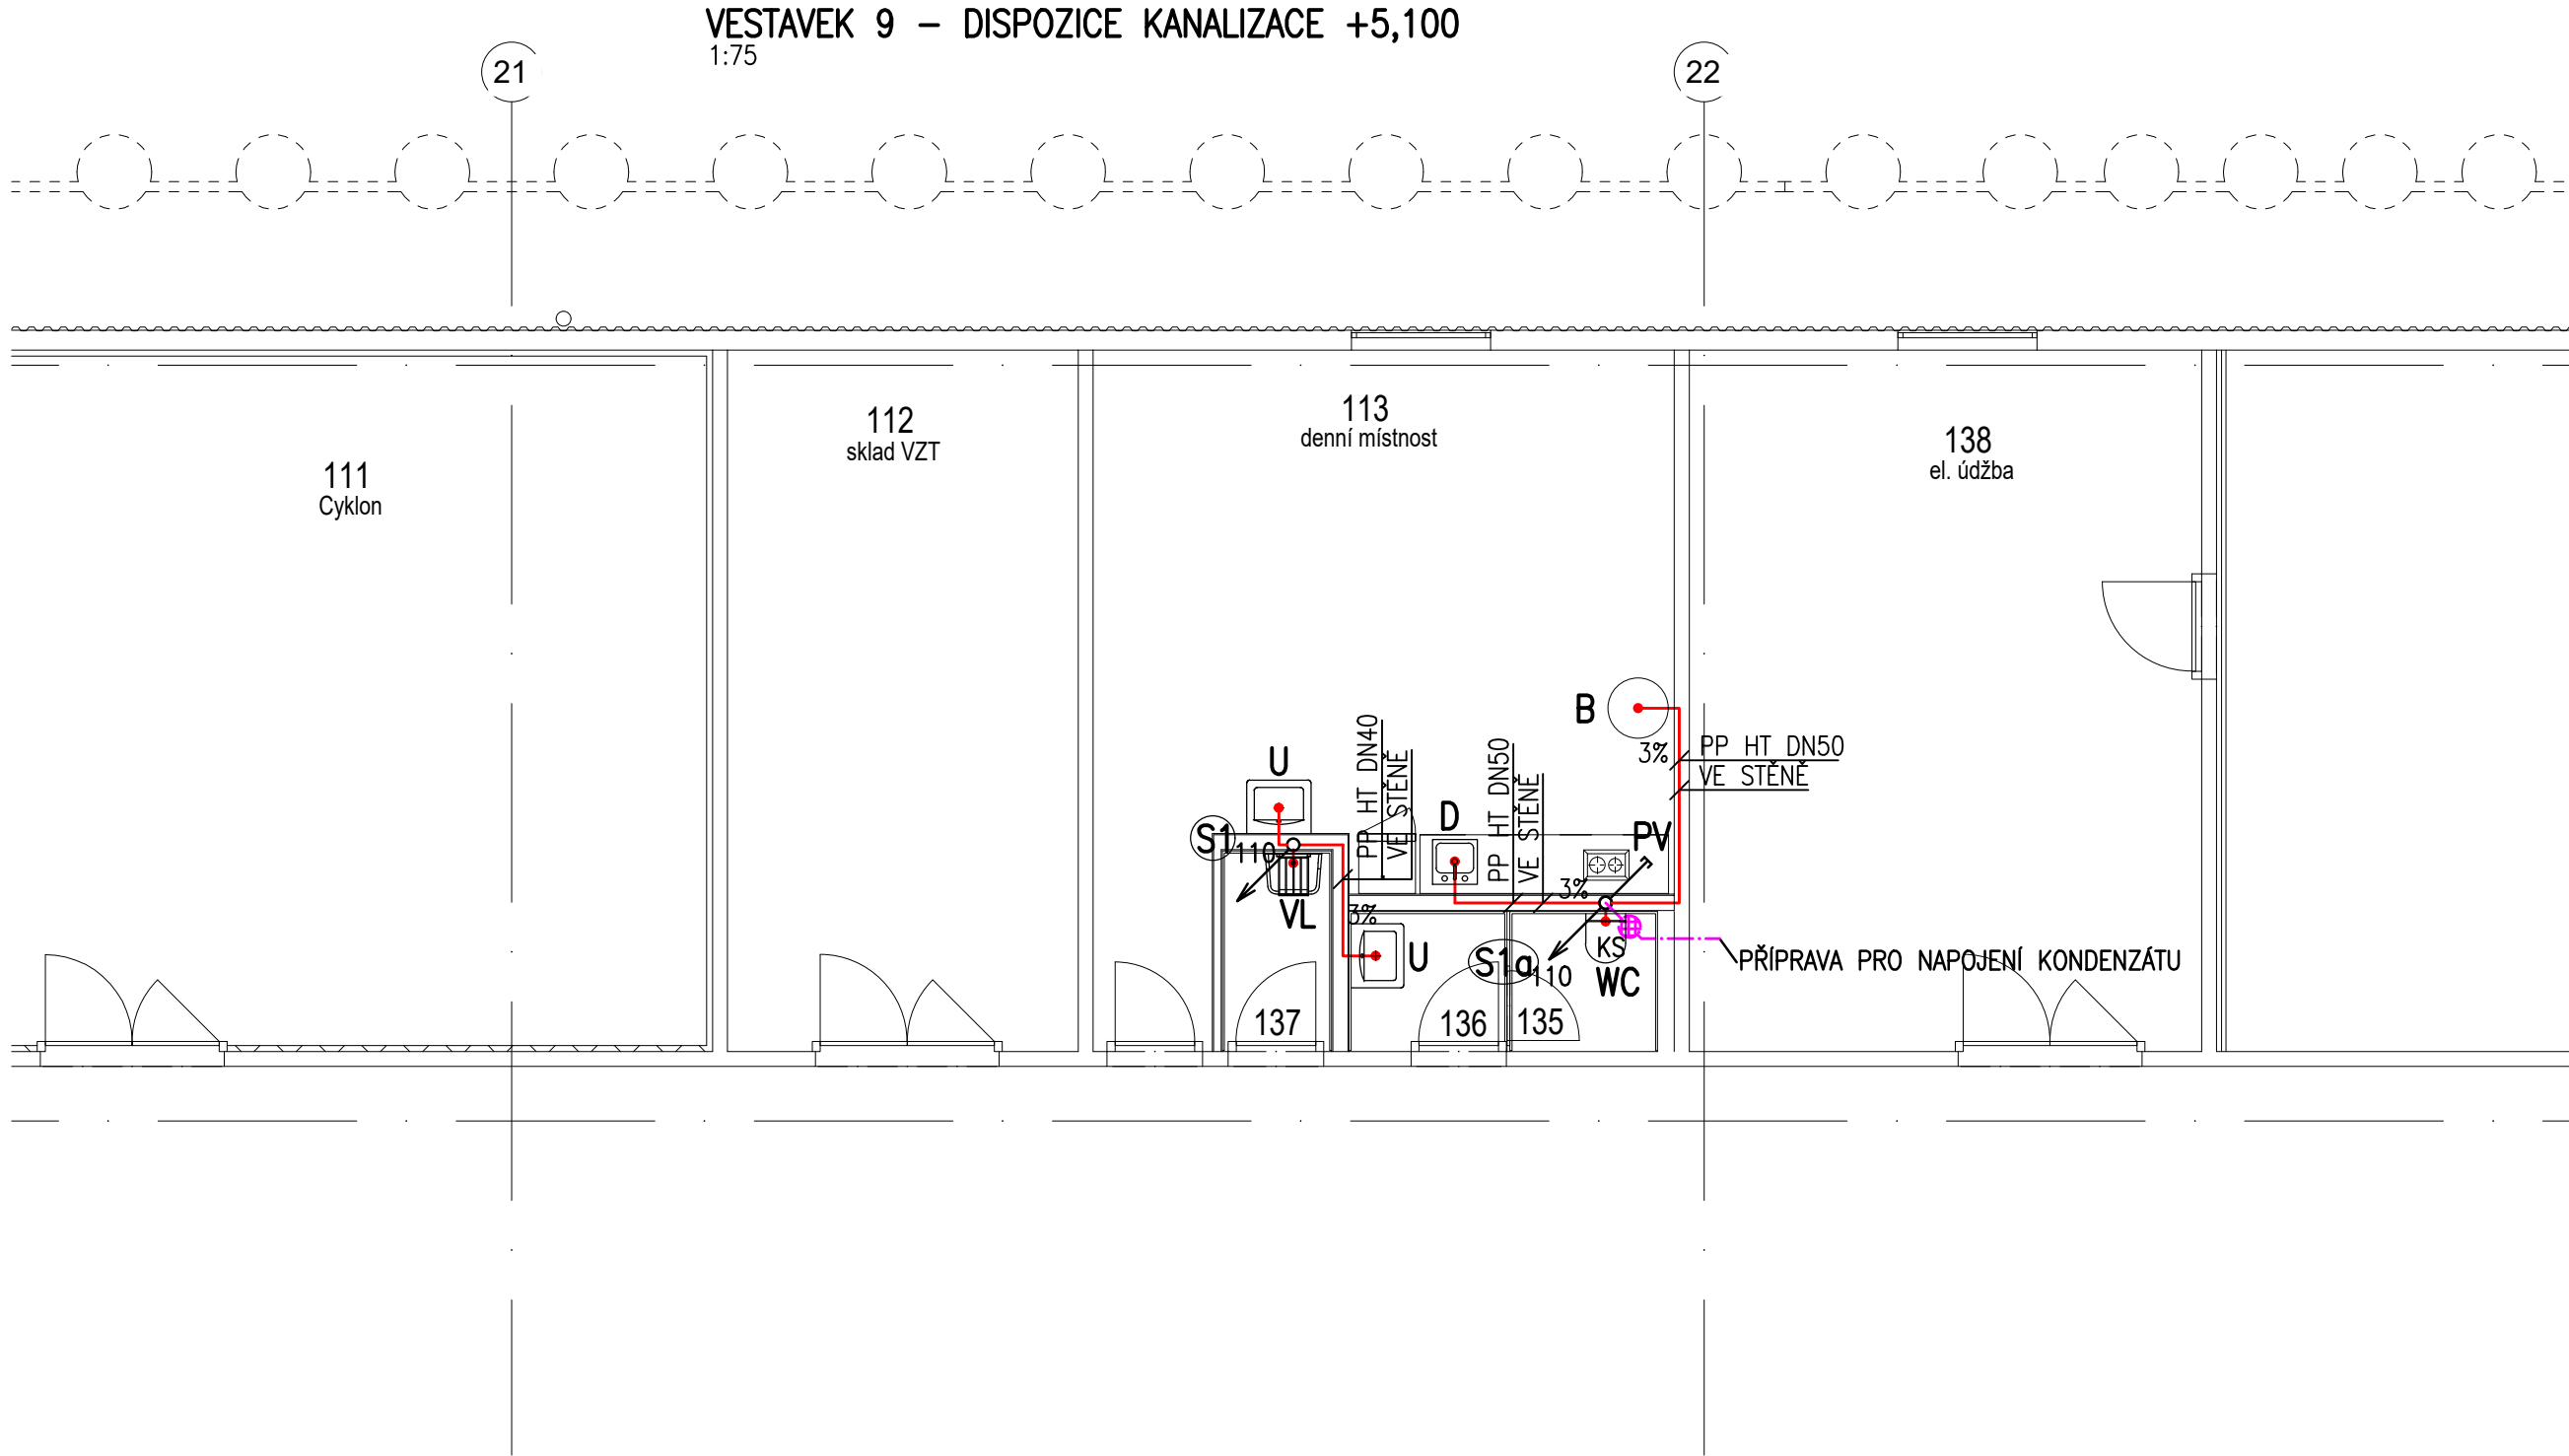 VESTAVEK 9 – DISPOZICE KANALIZACE +5,100
1:75
21
22
111
Cyklon
112
sklad VZT
113
denní místnost
138
el. údžba
B
3%
PP HT DN50
VE STĚNĚ
U
PP HT DN40
VE STĚNĚ
D
PP HT DN50
VE STĚNĚ
PV
S1
110
VL
3%
3%
U
S1a
110
KS
WC
PŘÍPRAVA PRO NAPOJENÍ KONDENZÁTU
137
136
135